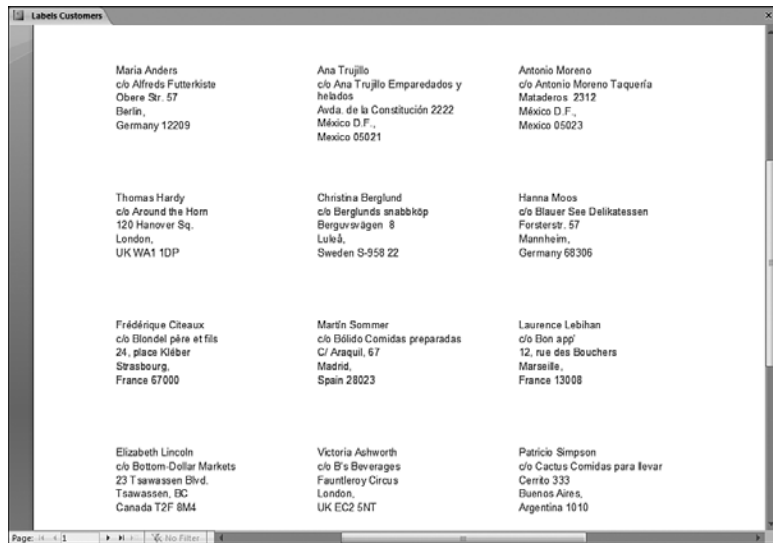 Labels Customers
Maria Anders
c/o Alfreds Futterkiste
Obere Str. 57
Berlin,
Germany 12209
Ana Trujillo
c/o Ana Trujillo Emparedados y
helados
Avda. de la Constitución 2222
México D.F.,
Mexico 05021
Antonio Moreno
c/o Antonio Moreno Taquería
Mataderos 2312
México D.F.,
Mexico 05023
Thomas Hardy
c/o Around the Horn
120 Hanover Sq.
London,
UK WA1 1DP
Christina Berglund
c/o Berglunds snabbköp
Berguvsvägen 8
Luleå,
Sweden S-958 22
Hanna Moos
c/o Blauer See Delikatessen
Forsterstr. 57
Mannheim,
Germany 68306
Frédérique Citeaux
c/o Blondel père et fils
24, place Kléber
Strasbourg,
France 67000
Martín Sommer
c/o Bólido Comidas preparadas
C/ Araquil, 67
Madrid,
Spain 28023
Laurence Lebihan
c/o Bon app'
12, rue des Bouchers
Marseille,
France 13008
Elizabeth Lincoln
c/o Bottom-Dollar Markets
23 Tsawassen Blvd.
Tsawassen, BC
Canada T2F 8M4
Victoria Ashworth
c/o B's Beverages
Fauntleroy Circus
London,
UK EC2 5NT
Patricio Simpson
c/o Cactus Comidas para llevar
Cerrito 333
Buenos Aires,
Argentina 1010
Page: 1 No Filter